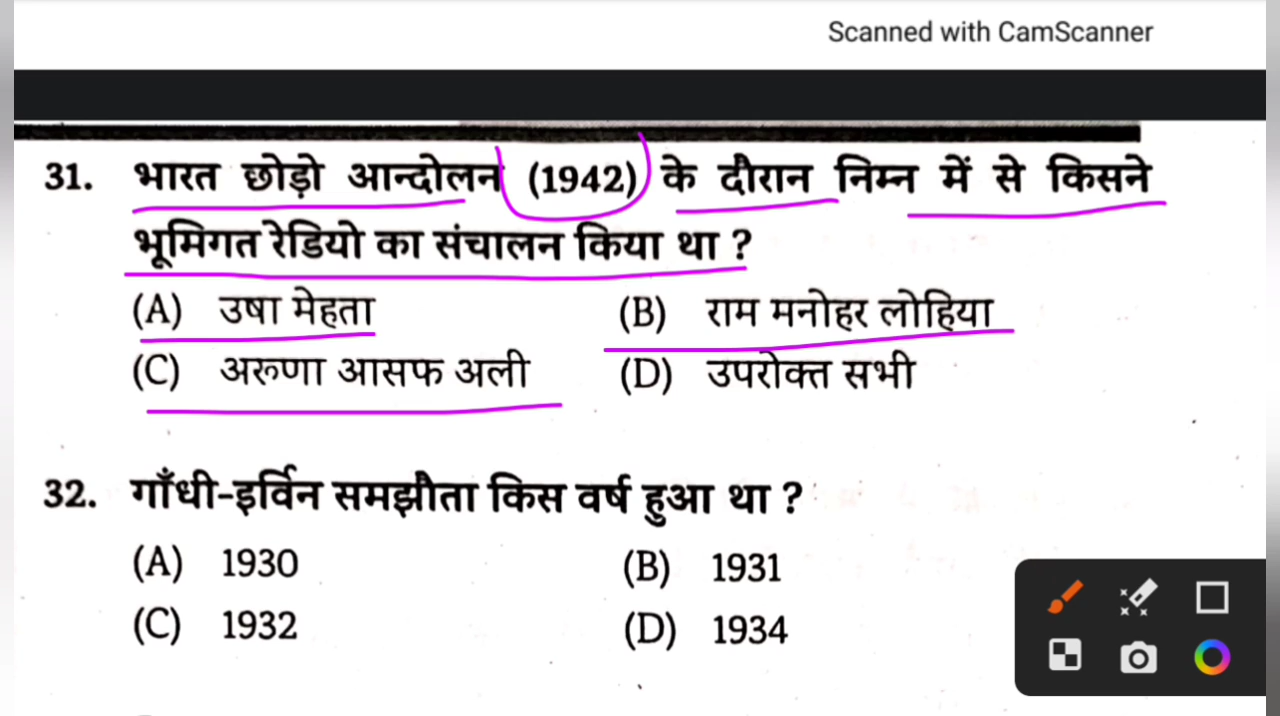 Scanned with CamScanner
31. भारत छोड़ो आन्दोलन (1942) के दौरान निम्न में से किसने
भूमिगत रेडियो का संचालन किया था ?
(A) उषा मेहता (B) राम मनोहर लोहिया
(C) अरूणा आसफ अली (D) उपरोक्त सभी
32. गाँधी-इर्विन समझौता किस वर्ष हुआ था ?
(A) 1930 (B) 1931
(C) 1932 (D) 1934